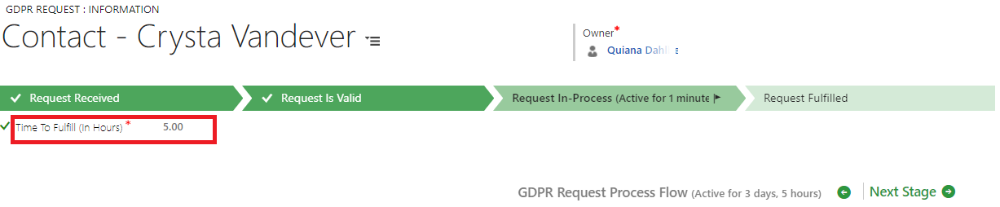 GDPR REQUEST : INFORMATION
Contact - Crysta Vandever
Owner*
Quiana
Request Received
Request Is Valid
Request In-Process (Active for 1 minute
Request Fulfilled
Time To Fulfill (In Hours) * 5.00
GDPR Request Process Flow (Active for 3 days, 5 hours)
Next Stage